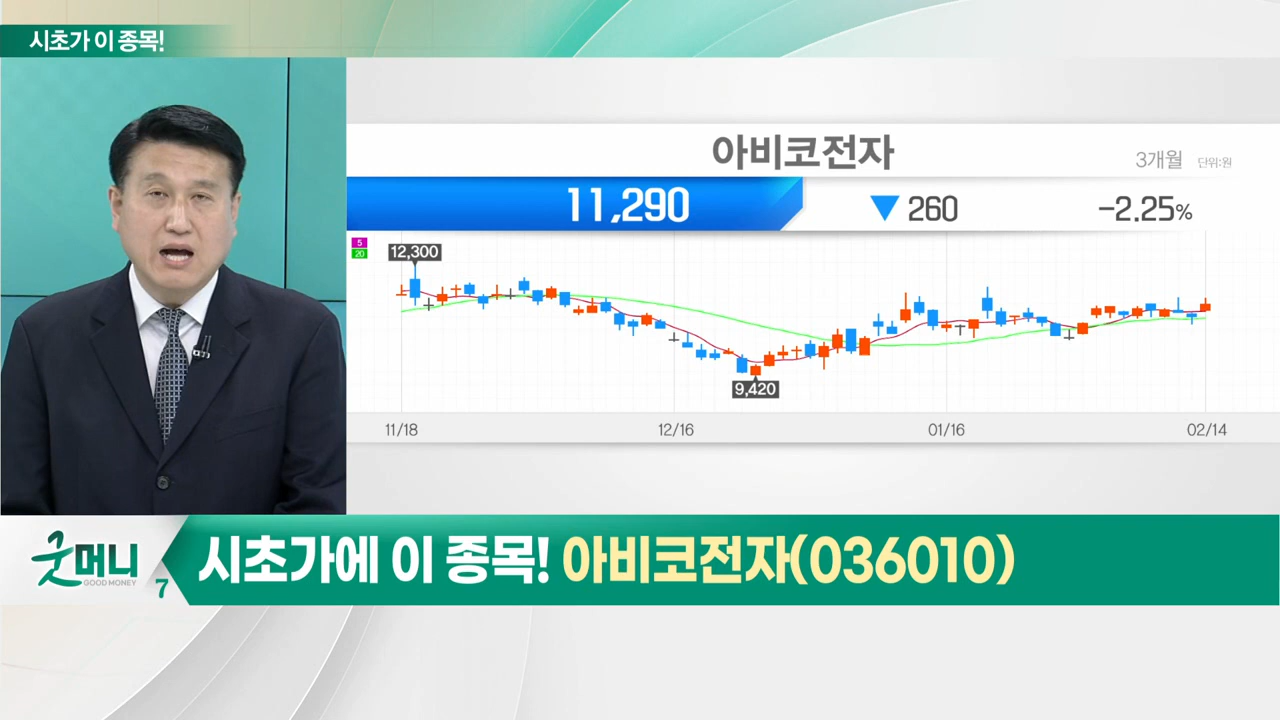 시초가 이 종목!
아비코전자
3개월 단위:원
11,290 ▼ 260 -2.25%
5
20
12,300
9,420
11/18 12/16 01/16 02/14
굿머니
GOOD MONEY
7
시초가에 이 종목! 아비코전자(036010)